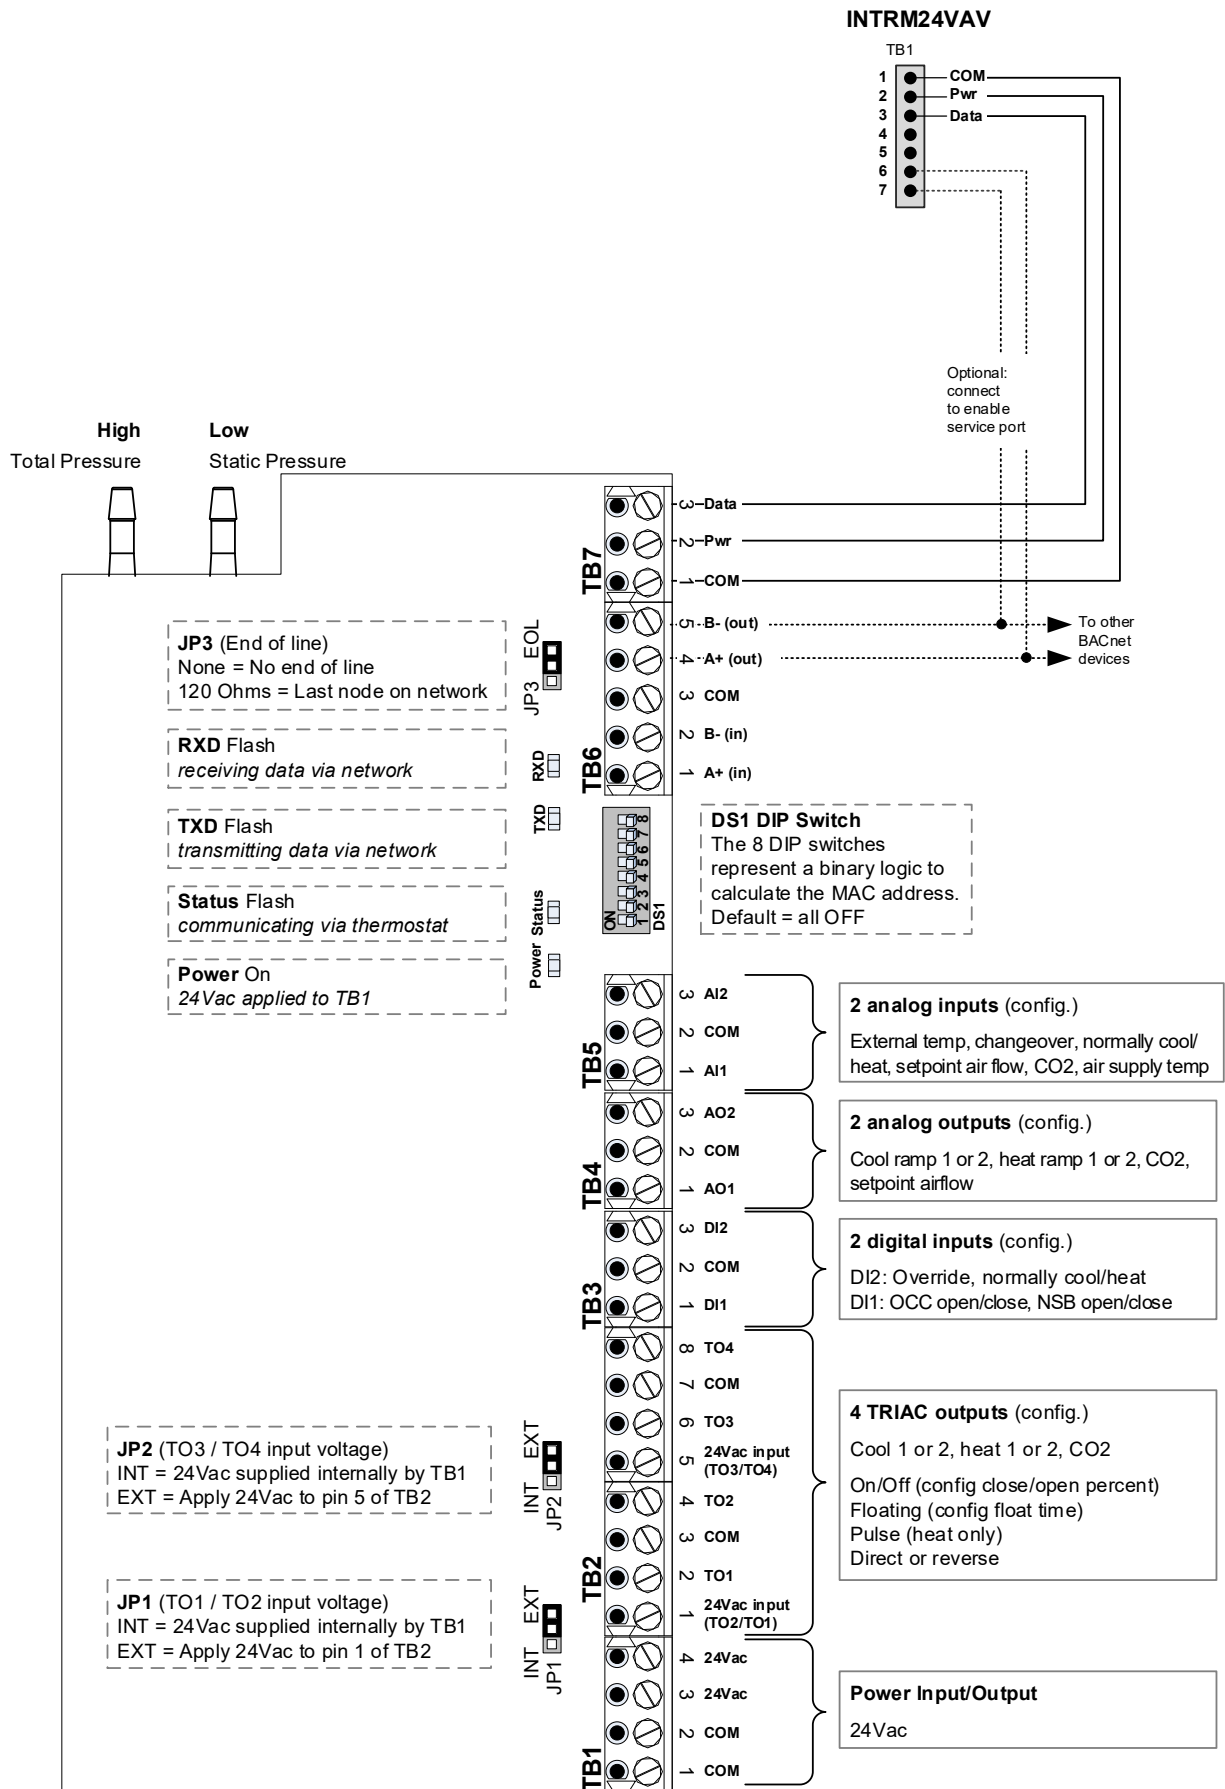 INTRM24VAV
TB1
1 COM
2 Pwr
3 Data
4
5
6
7
Optional:
connect
to enable
service port
High Low
Total Pressure Static Pressure
TB7
3 Data
2 Pwr
1 COM
TB6
5 B- (out)
4 A+ (out)
3 COM
2 B- (in)
1 A+ (in)
To other
BACnet
devices
JP3 (End of line)
None = No end of line
120 Ohms = Last node on network
JP3 EOL
RXD Flash
receiving data via network
RXD
TXD Flash
transmitting data via network
TXD
Status Flash
communicating via thermostat
Status
Power On
24Vac applied to TB1
Power
ON
1 2 3 4 5 6 7 8
DS1
DS1 DIP Switch
The 8 DIP switches
represent a binary logic to
calculate the MAC address.
Default = all OFF
TB5
3 AI2
2 COM
1 AI1
2 analog inputs (config.)
External temp, changeover, normally cool/
heat, setpoint air flow, CO2, air supply temp
TB4
3 AO2
2 COM
1 AO1
2 analog outputs (config.)
Cool ramp 1 or 2, heat ramp 1 or 2, CO2,
setpoint airflow
TB3
3 DI2
2 COM
1 DI1
2 digital inputs (config.)
DI2: Override, normally cool/heat
DI1: OCC open/close, NSB open/close
TB2
8 TO4
7 COM
6 TO3
5 24Vac input
(TO3/TO4)
4 TO2
3 COM
2 TO1
1 24Vac input
(TO2/TO1)
4 TRIAC outputs (config.)
Cool 1 or 2, heat 1 or 2, CO2
On/Off (config close/open percent)
Floating (config float time)
Pulse (heat only)
Direct or reverse
JP2 (TO3 / TO4 input voltage)
INT = 24Vac supplied internally by TB1
EXT = Apply 24Vac to pin 5 of TB2
INT EXT
JP2
JP1 (TO1 / TO2 input voltage)
INT = 24Vac supplied internally by TB1
EXT = Apply 24Vac to pin 1 of TB2
INT EXT
JP1
TB1
4 24Vac
3 24Vac
2 COM
1 COM
Power Input/Output
24Vac